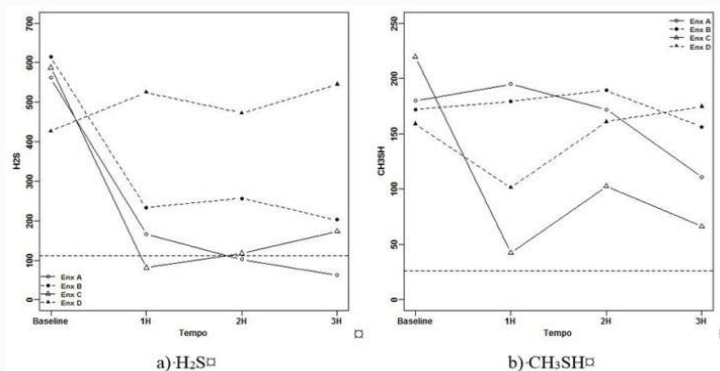 700
600
500
400
300
200
100
0
H2S
Enx A
Enx B
Enx C
Enx D
Baseline 1H 2H 3H
Tempo
¤
a)·H₂S¤
250
200
150
100
50
0
CH3SH
Enx A
Enx B
Enx C
Enx D
Baseline 1H 2H 3H
Tempo
b)·CH₃SH¤